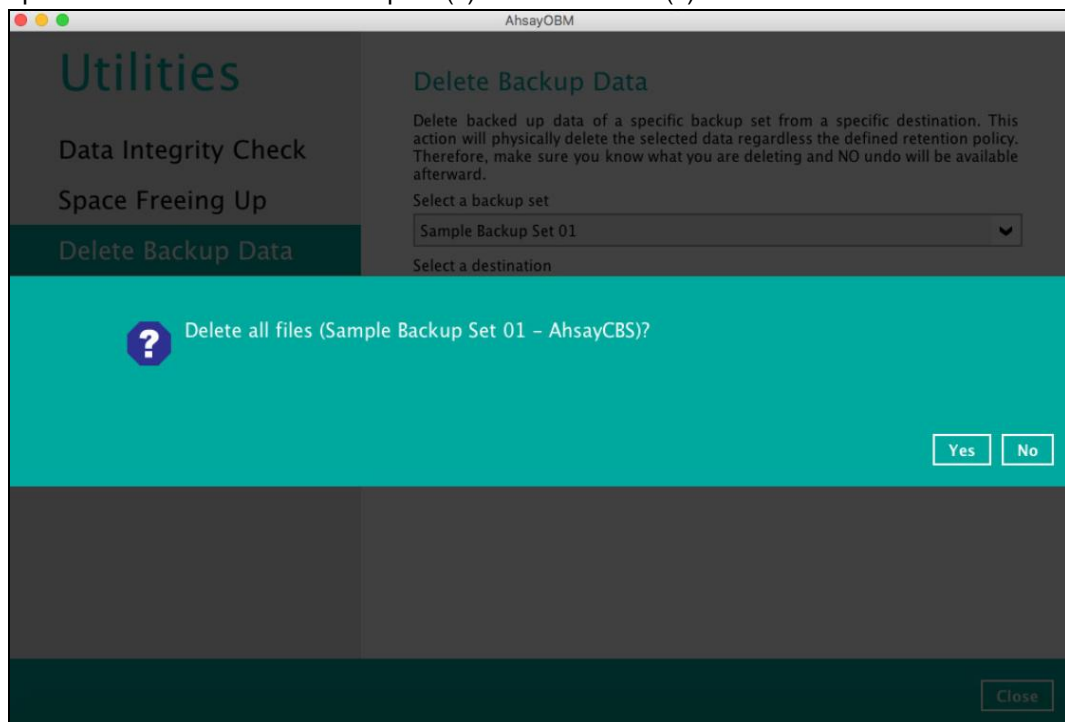 AhsayOBM
Utilities
Data Integrity Check
Space Freeing Up
Delete Backup Data
Delete Backup Data
Delete backed up data of a specific backup set from a specific destination. This
action will physically delete the selected data regardless the defined retention policy.
Therefore, make sure you know what you are deleting and NO undo will be available
afterward.
Select a backup set
Sample Backup Set 01
Select a destination
Delete all files (Sample Backup Set 01 – AhsayCBS)?
Yes
No
Close